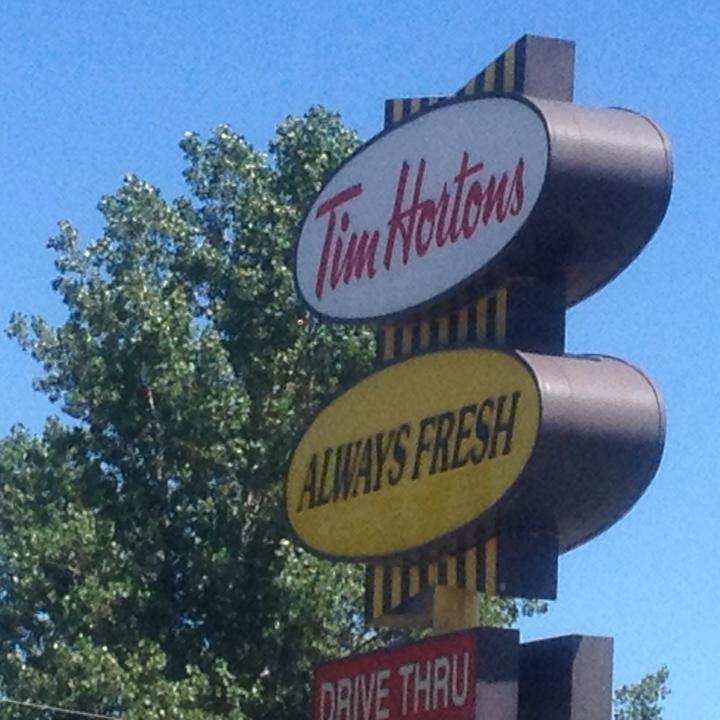 Tim Hortons
ALWAYS FRESH
DRIVE THRU